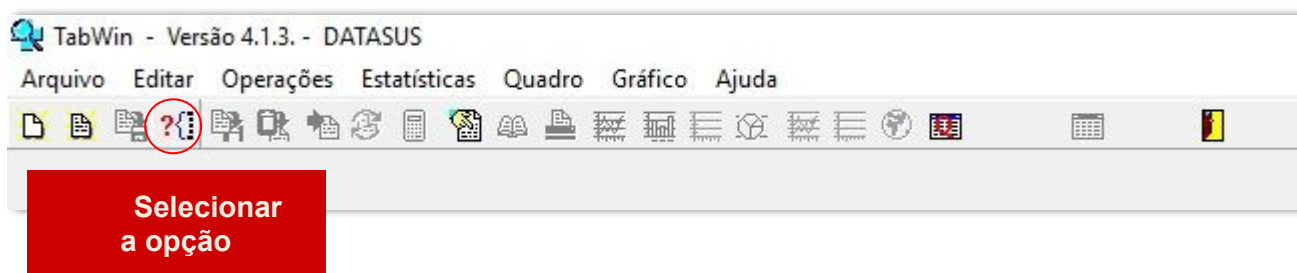 TabWin - Versão 4.1.3. - DATASUS
Arquivo Editar Operações Estatísticas Quadro Gráfico Ajuda
?{
Selecionar
a opção